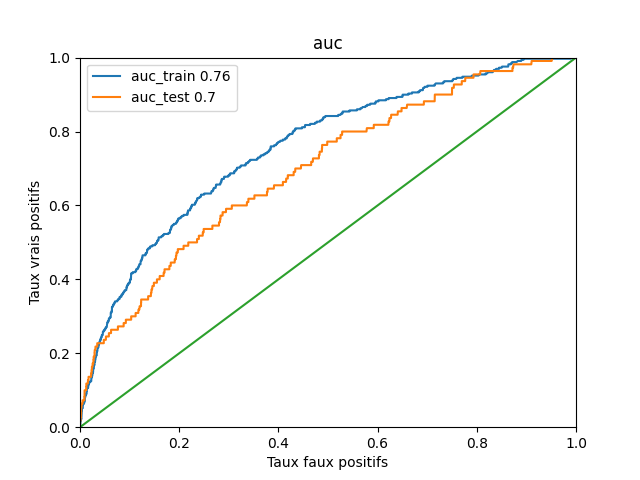 auc
auc_train 0.76
auc_test 0.7
Taux vrais positifs
1.0
0.8
0.6
0.4
0.2
0.0
0.0 0.2 0.4 0.6 0.8 1.0
Taux faux positifs